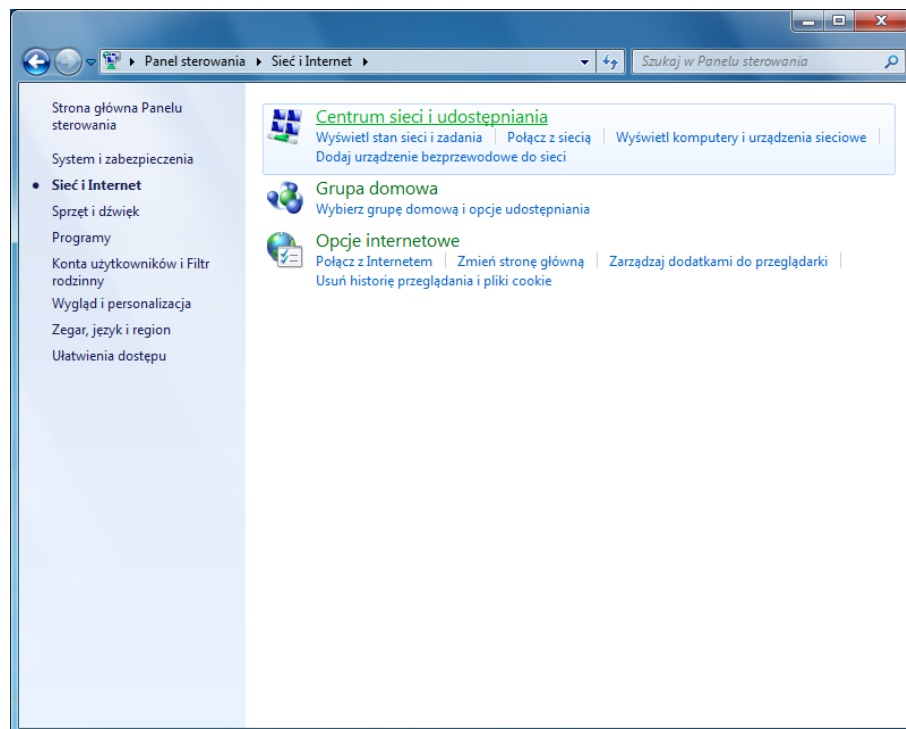 Panel sterowania Sieć i Internet
Szukaj w Panelu sterowania
Strona główna Panelu
sterowania
System i zabezpieczenia
Sieć i Internet
Sprzęt i dźwięk
Programy
Konta użytkowników i Filtr
rodzinny
Wygląd i personalizacja
Zegar, język i region
Ułatwienia dostępu
Centrum sieci i udostępniania
Wyświetl stan sieci i zadania Połącz z siecią Wyświetl komputery i urządzenia sieciowe
Dodaj urządzenie bezprzewodowe do sieci
Grupa domowa
Wybierz grupę domową i opcje udostępniania
Opcje internetowe
Połącz z Internetem Zmień stronę główną Zarządzaj dodatkami do przeglądarki
Usuń historię przeglądania i pliki cookie